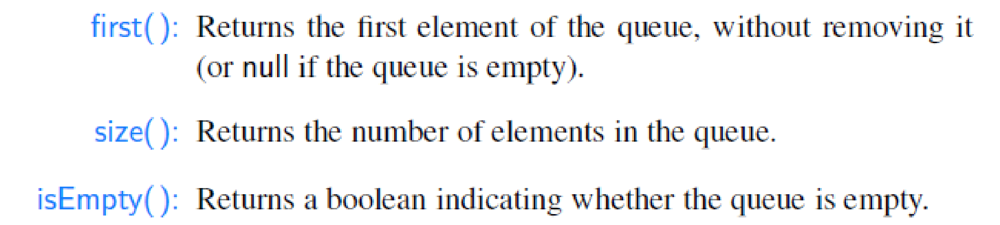 first( ): Returns the first element of the queue, without removing it
(or null if the queue is empty).
size( ): Returns the number of elements in the queue.
isEmpty( ): Returns a boolean indicating whether the queue is empty.